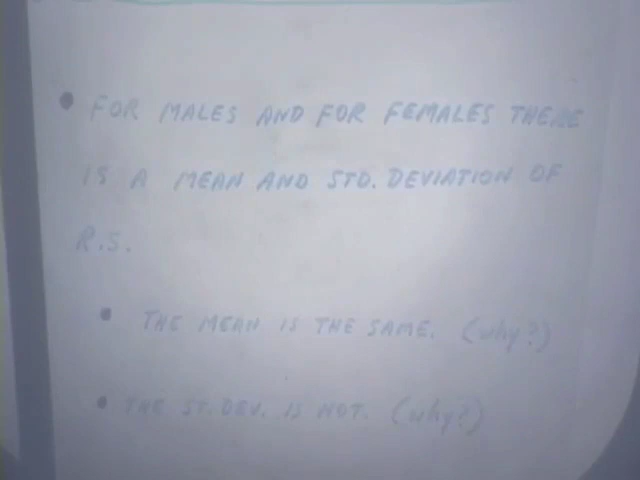 • FOR MALES AND FOR FEMALES THERE
IS A MEAN AND STD. DEVIATION OF
R.S.
• THE MEAN IS THE SAME. (why?)
• THE ST. DEV. IS NOT. (why?)